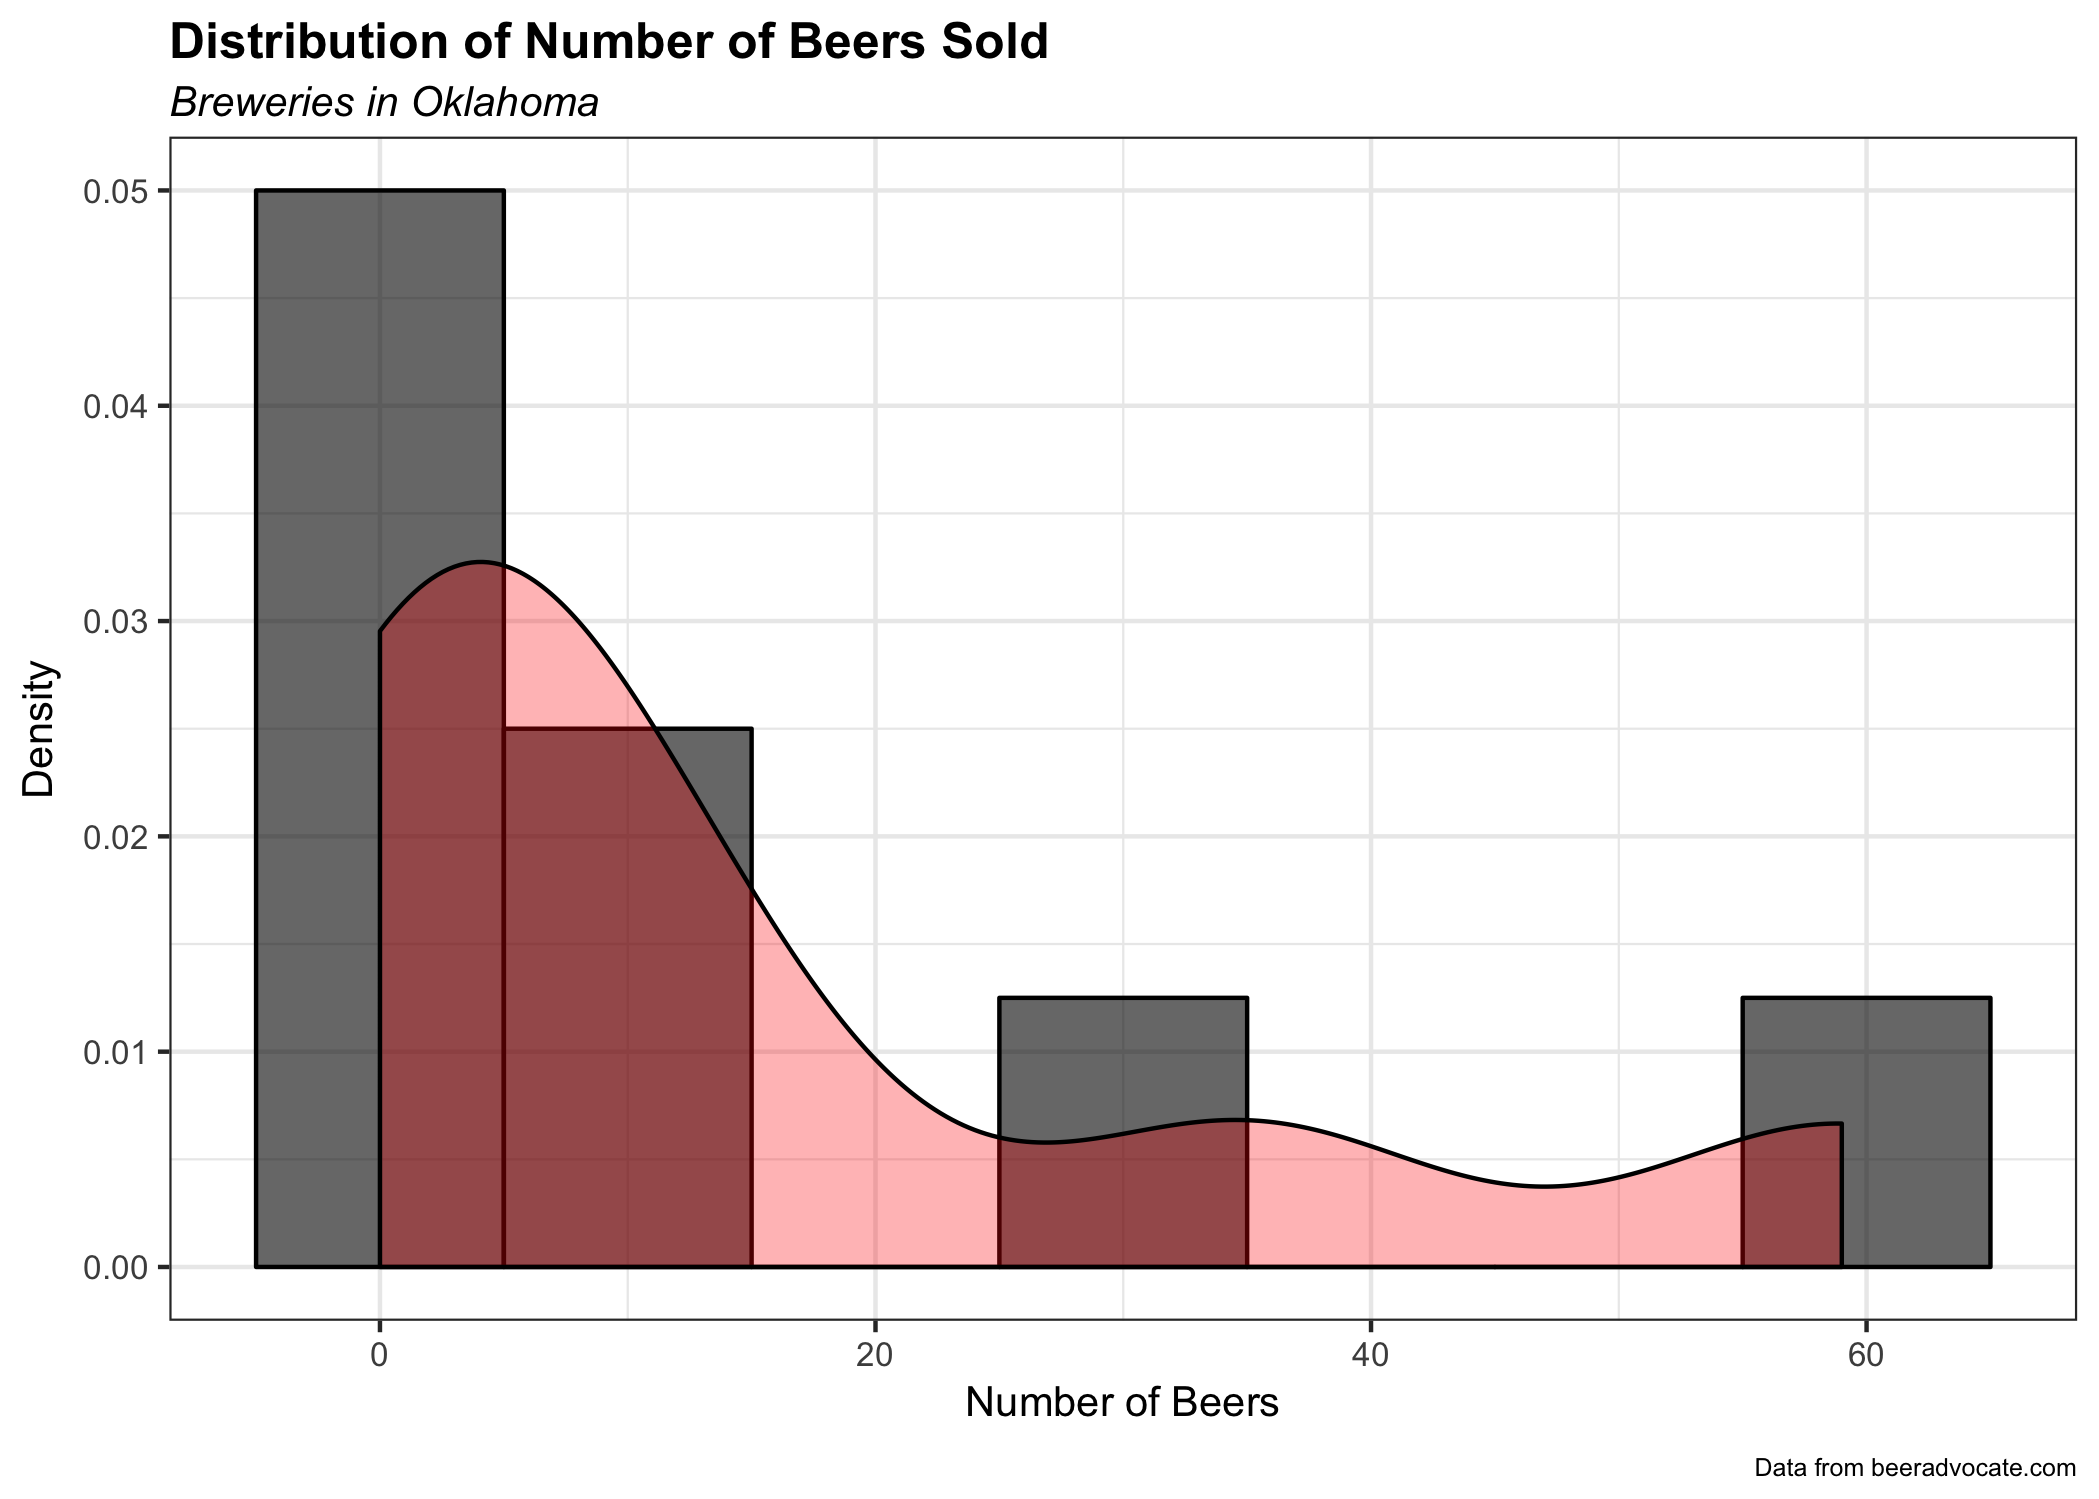 Distribution of Number of Beers Sold
Breweries in Oklahoma
Density
0.05
0.04
0.03
0.02
0.01
0.00
0 20 40 60
Number of Beers
Data from beeradvocate.com